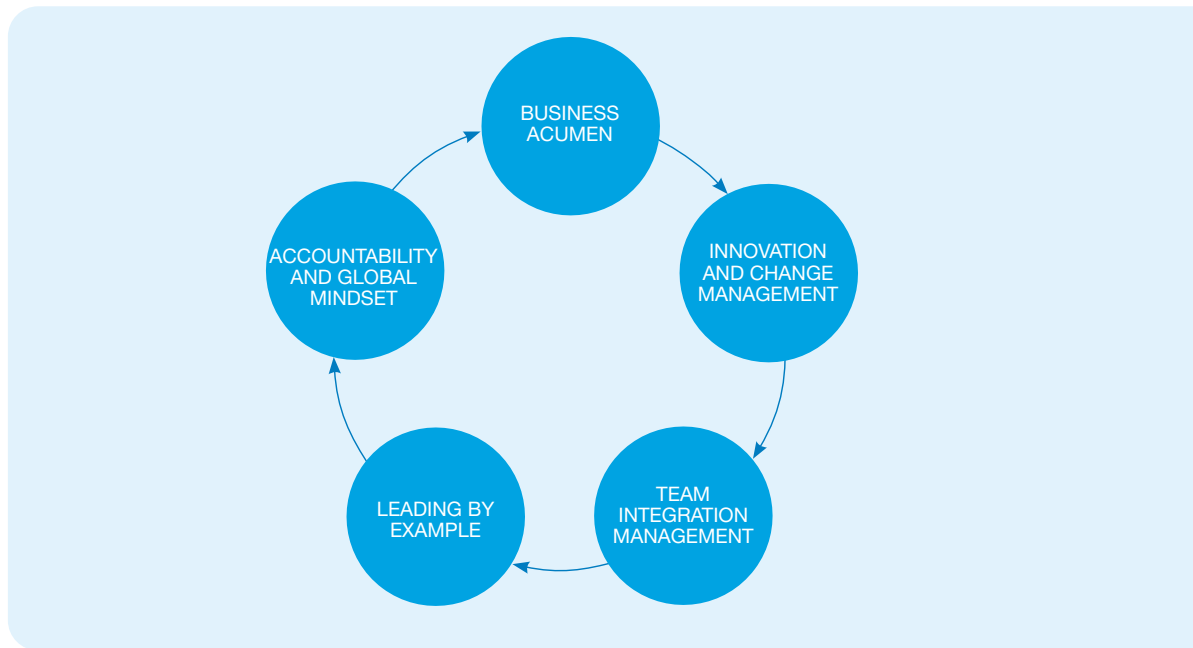 BUSINESS
ACUMEN
INNOVATION
AND CHANGE
MANAGEMENT
TEAM
INTEGRATION
MANAGEMENT
LEADING BY
EXAMPLE
ACCOUNTABILITY
AND GLOBAL
MINDSET